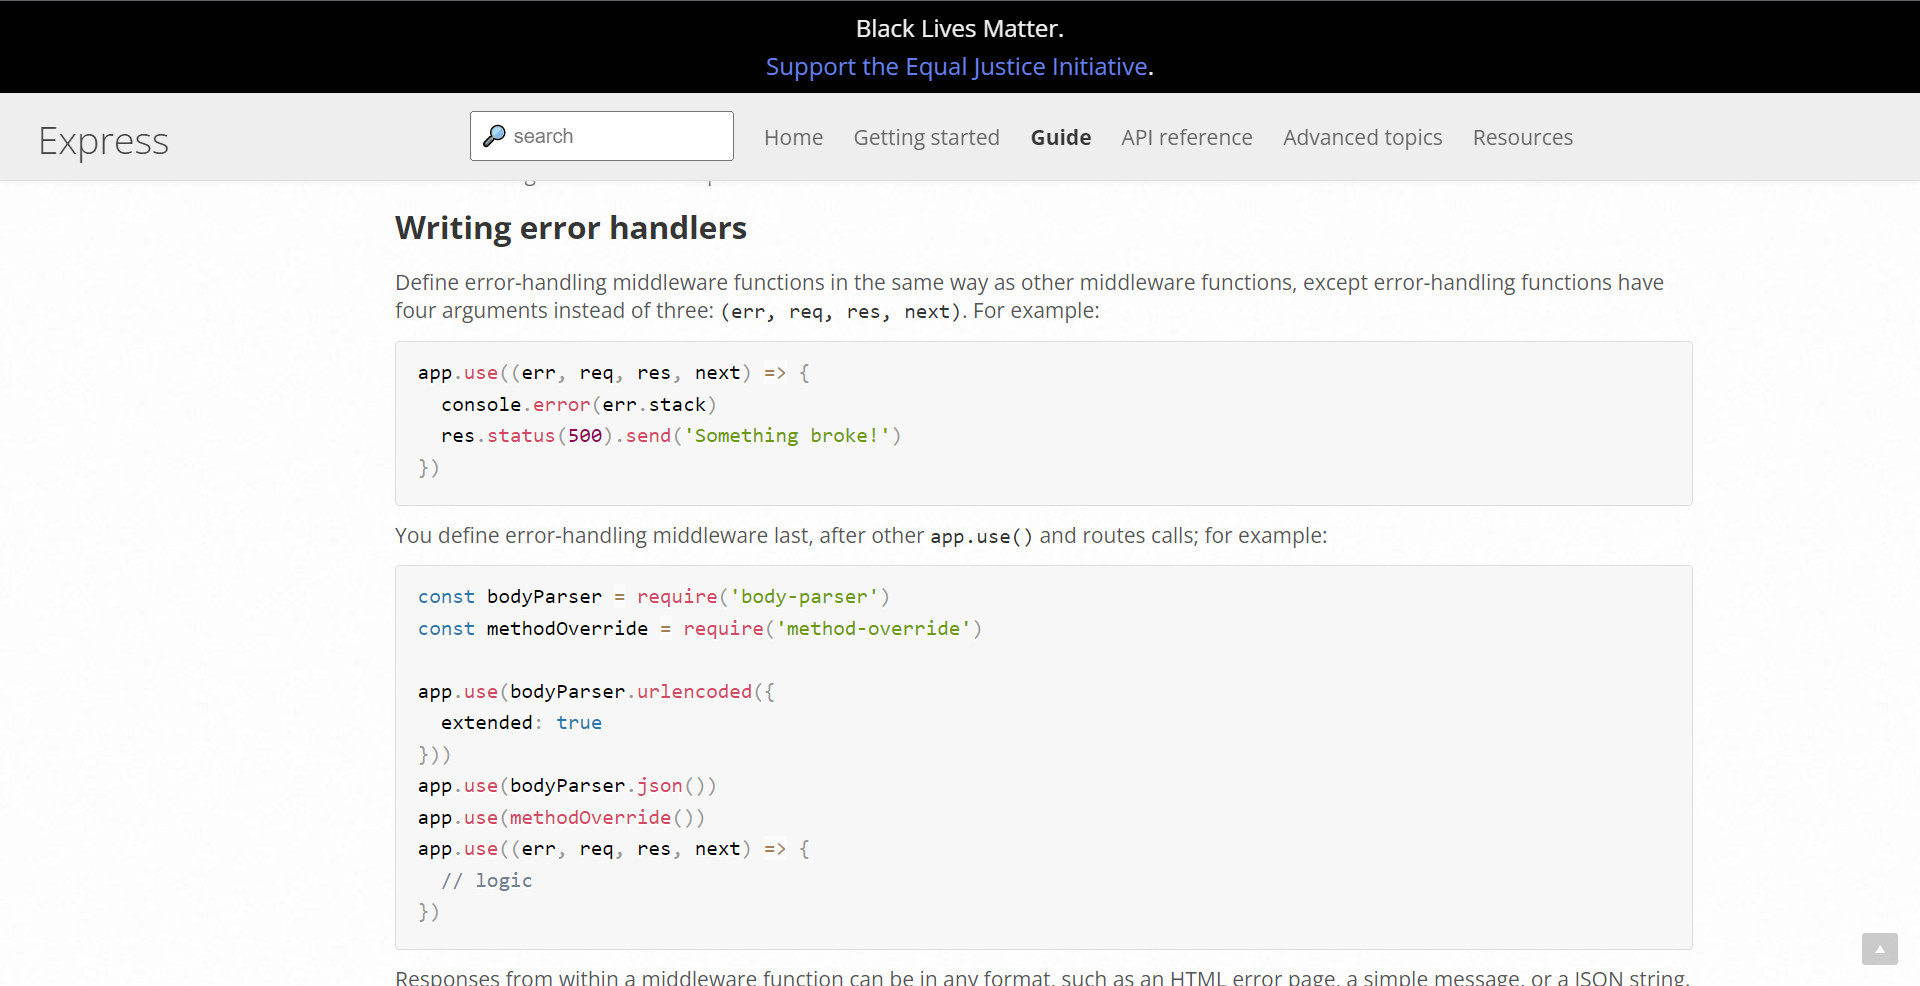 Black Lives Matter.
Support the Equal Justice Initiative.
Express
search
Home
Getting started
Guide
API reference
Advanced topics
Resources
Writing error handlers
Define error-handling middleware functions in the same way as other middleware functions, except error-handling functions have
four arguments instead of three: (err, req, res, next). For example:
app.use((err, req, res, next) => {
  console.error(err.stack)
  res.status(500).send('Something broke!')
})
You define error-handling middleware last, after other app.use() and routes calls; for example:
const bodyParser = require('body-parser')
const methodOverride = require('method-override')

app.use(bodyParser.urlencoded({
  extended: true
}))
app.use(bodyParser.json())
app.use(methodOverride())
app.use((err, req, res, next) => {
  // logic
})
Responses from within a middleware function can be in any format, such as an HTML error page, a simple message, or a JSON string.